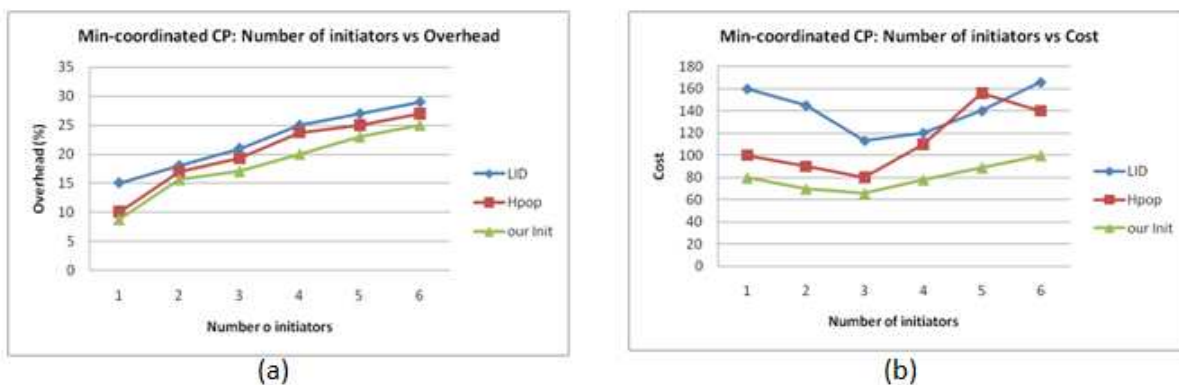 Min-coordinated CP: Number of initiators vs Overhead
35
30
25
20
15
10
5
0
Overhead (%)
1 2 3 4 5 6
Number o initiators
LID
Hpop
our Init
(a)
Min-coordinated CP: Number of initiators vs Cost
180
160
140
120
100
80
60
40
20
0
Cost
1 2 3 4 5 6
Number of initiators
LID
Hpop
our Init
(b)